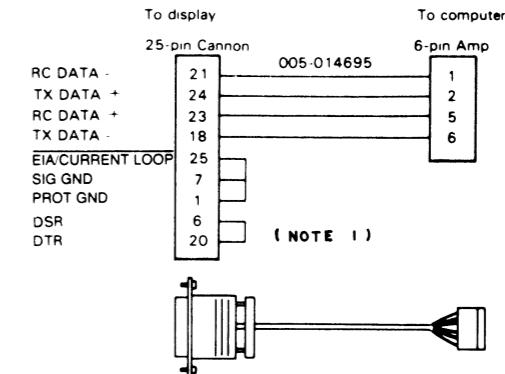 To display To computer
25-pin Cannon 6-pin Amp
005-014695
RC DATA - 21 1
TX DATA + 24 2
RC DATA + 23 5
TX DATA - 18 6
EIA/CURRENT LOOP 25
SIG GND 7
PROT GND 1
DSR 6
DTR 20 (NOTE 1)